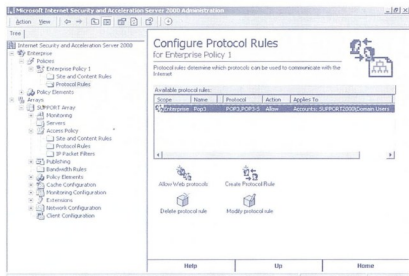 Microsoft Internet Security and Acceleration Server 2000 Administration
Action View
Tree
Internet Security and Acceleration Server 2000
Enterprise
Policies
Enterprise Policy 1
Site and Content Rules
Protocol Rules
Policy Elements
Arrays
SUPPORT Array
Monitoring
Servers
Access Policy
Site and Content Rules
Protocol Rules
IP Packet Filters
Publishing
Bandwidth Rules
Policy Elements
Cache Configuration
Monitoring Configuration
Extensions
Network Configuration
Client Configuration
Configure Protocol Rules
for Enterprise Policy 1
Protocol rules determine which protocols can be used to communicate with the
Internet
Available protocol rules:
Scope Name Protocol Action Applies To
Enterprise Pop3 POP3,POP3-S Allow Accounts: SUPPORT2000\Domain Users
Allow Web protocols Create Protocol Rule
Delete protocol rule Modify protocol rule
Help Up Home